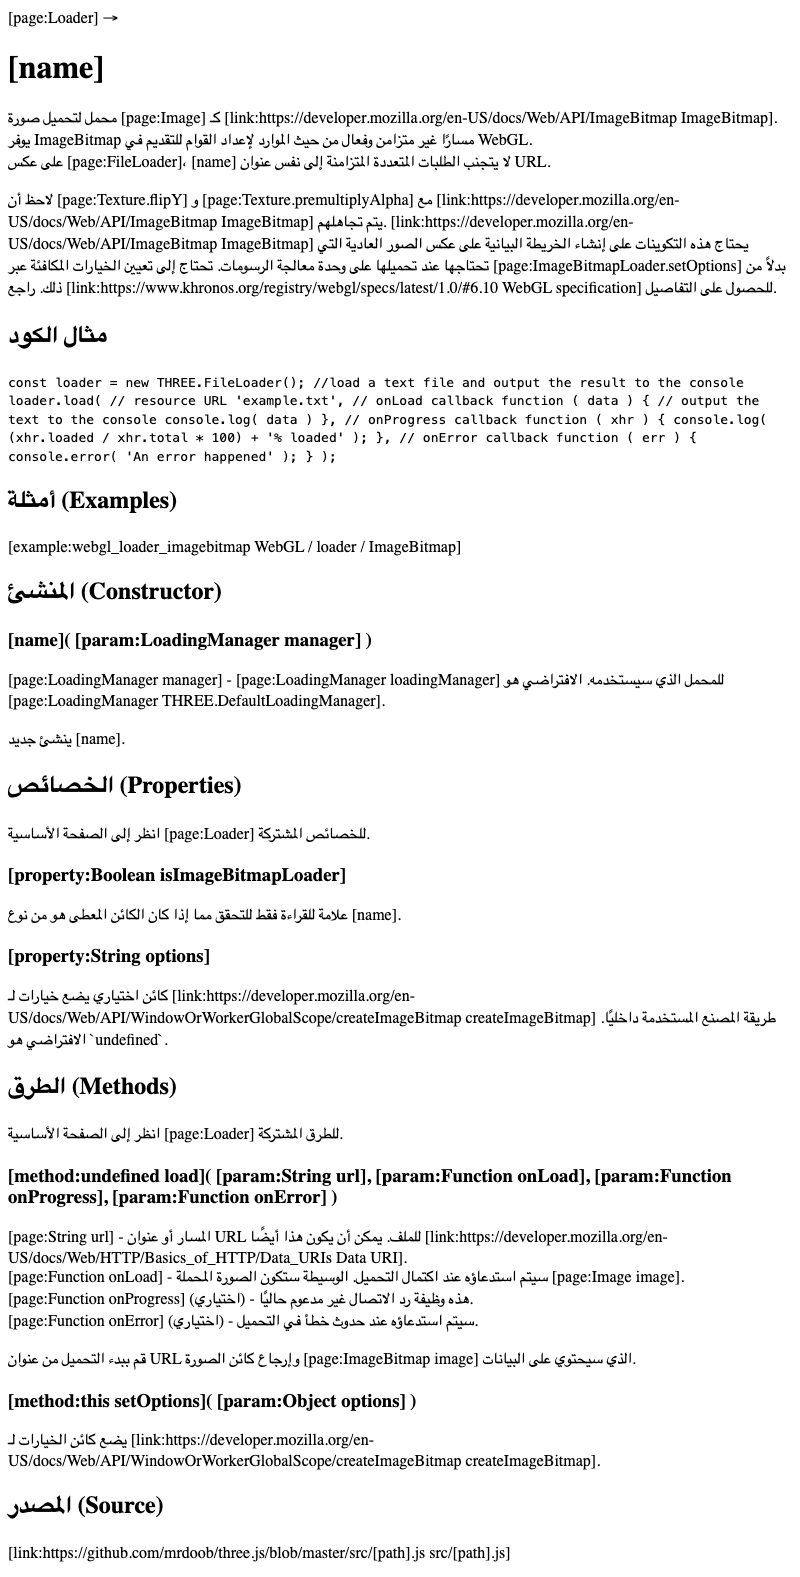 [page:Loader] →
[name]
محمل لتحميل صورة [page:Image] كـ [link:https://developer.mozilla.org/en-US/docs/Web/API/ImageBitmap ImageBitmap].
يوفر ImageBitmap مسارًا غير متزامن وفعال من حيث الموارد لإعداد القوام للتقديم في WebGL.
على عكس [page:FileLoader]، [name] لا يتجنب الطلبات المتعددة المتزامنة إلى نفس عنوان URL.
لاحظ أن [page:Texture.flipY] و [page:Texture.premultiplyAlpha] مع [link:https://developer.mozilla.org/en-
US/docs/Web/API/ImageBitmap ImageBitmap] يتم تجاهلهم. [link:https://developer.mozilla.org/en-
US/docs/Web/API/ImageBitmap ImageBitmap] يحتاج هذه التكوينات على إنشاء الخريطة البيانية على عكس الصور العادية التي
تحتاجها عند تحميلها على وحدة معالجة الرسومات. تحتاج إلى تعيين الخيارات المكافئة عبر [page:ImageBitmapLoader.setOptions] بدلاً من
ذلك. راجع [link:https://www.khronos.org/registry/webgl/specs/latest/1.0/#6.10 WebGL specification] للحصول على التفاصيل.
مثال الكود
const loader = new THREE.FileLoader(); //load a text file and output the result to the console
loader.load( // resource URL 'example.txt', // onLoad callback function ( data ) { // output the
text to the console console.log( data ) }, // onProgress callback function ( xhr ) { console.log(
(xhr.loaded / xhr.total * 100) + '% loaded' ); }, // onError callback function ( err ) {
console.error( 'An error happened' ); } );
أمثلة (Examples)
[example:webgl_loader_imagebitmap WebGL / loader / ImageBitmap]
المنشئ (Constructor)
[name]( [param:LoadingManager manager] )
[page:LoadingManager manager] - [page:LoadingManager loadingManager] للمحمل الذي سيستخدمه. الافتراضي هو
[page:LoadingManager THREE.DefaultLoadingManager].
ينشئ جديد [name].
الخصائص (Properties)
انظر إلى الصفحة الأساسية [page:Loader] للخصائص المشتركة.
[property:Boolean isImageBitmapLoader]
علامة للقراءة فقط للتحقق مما إذا كان الكائن المعطى هو من نوع [name].
[property:String options]
كائن اختياري يضع خيارات لـ [link:https://developer.mozilla.org/en-
US/docs/Web/API/WindowOrWorkerGlobalScope/createImageBitmap createImageBitmap] طريقة المصنع المستخدمة داخليًا.
الافتراضي هو `undefined`.
الطرق (Methods)
انظر إلى الصفحة الأساسية [page:Loader] للطرق المشتركة.
[method:undefined load]( [param:String url], [param:Function onLoad], [param:Function
onProgress], [param:Function onError] )
[page:String url] - المسار أو عنوان URL للملف. يمكن أن يكون هذا أيضًا [link:https://developer.mozilla.org/en-
US/docs/Web/HTTP/Basics_of_HTTP/Data_URIs Data URI].
[page:Function onLoad] - سيتم استدعاؤه عند اكتمال التحميل. الوسيطة ستكون الصورة المحملة [page:Image image].
[page:Function onProgress] (اختياري) - هذه وظيفة رد الاتصال غير مدعوم حاليًا.
[page:Function onError] (اختياري) - سيتم استدعاؤه عند حدوث خطأ في التحميل.
قم ببدء التحميل من عنوان URL وإرجاع كائن الصورة [page:ImageBitmap image] الذي سيحتوي على البيانات.
[method:this setOptions]( [param:Object options] )
يضع كائن الخيارات لـ [link:https://developer.mozilla.org/en-
US/docs/Web/API/WindowOrWorkerGlobalScope/createImageBitmap createImageBitmap].
المصدر (Source)
[link:https://github.com/mrdoob/three.js/blob/master/src/[path].js src/[path].js]